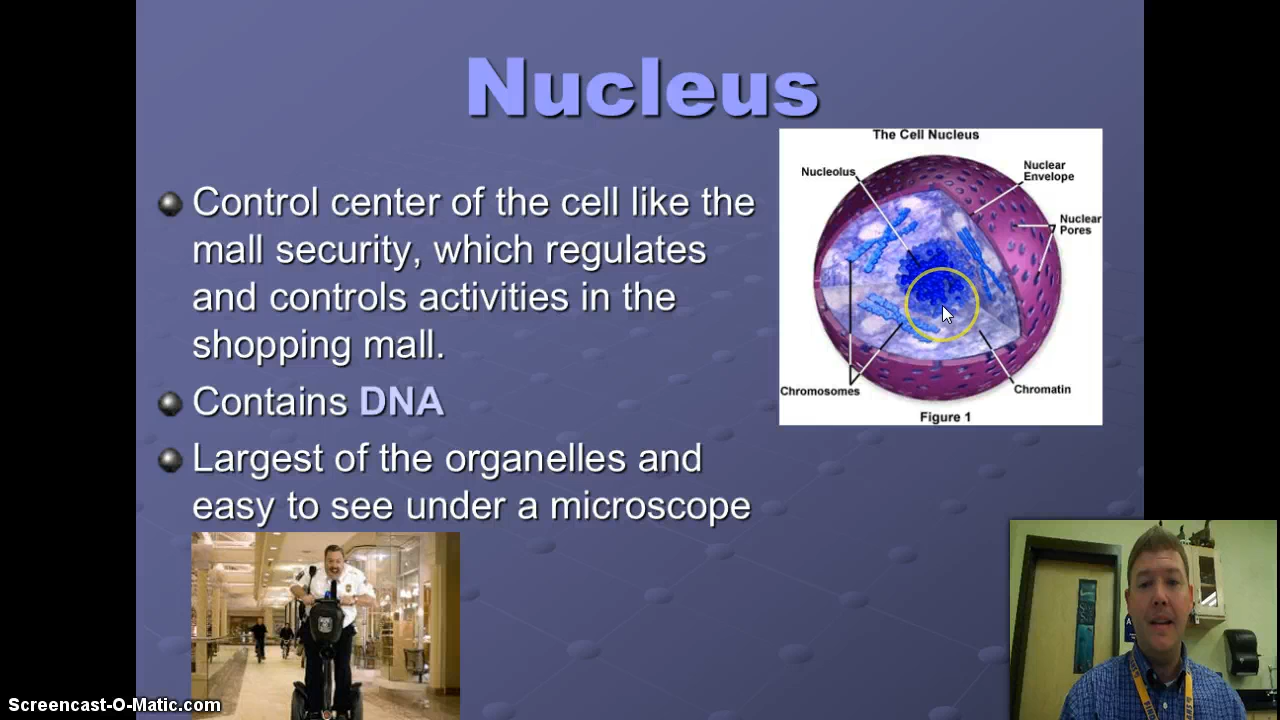 Nucleus
Control center of the cell like the
mall security, which regulates
and controls activities in the
shopping mall.
Contains DNA
Largest of the organelles and
easy to see under a microscope
The Cell Nucleus
Nucleolus
Nuclear
Envelope
Nuclear
Pores
Chromosomes
Chromatin
Figure 1
Screencast-O-Matic.com